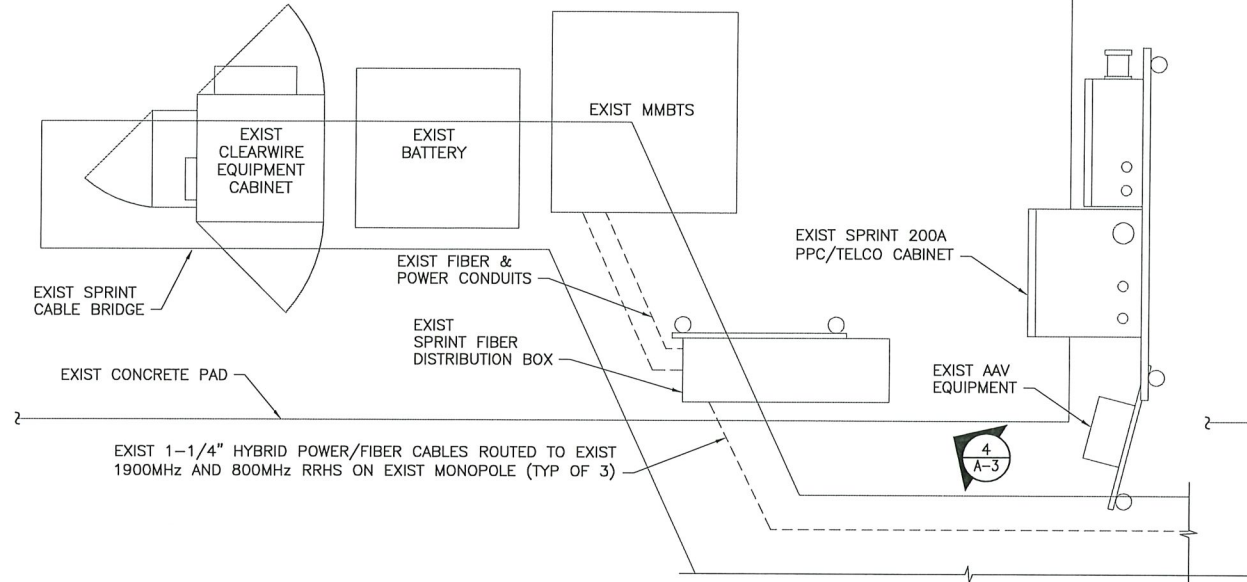 EXIST
CLEARWIRE
EQUIPMENT
CABINET
EXIST
BATTERY
EXIST MMBTS
EXIST SPRINT 200A
PPC/TELCO CABINET
EXIST FIBER &
POWER CONDUITS
EXIST SPRINT
CABLE BRIDGE
EXIST
SPRINT FIBER
DISTRIBUTION BOX
EXIST CONCRETE PAD
EXIST AAV
EQUIPMENT
EXIST 1-1/4" HYBRID POWER/FIBER CABLES ROUTED TO EXIST
1900MHz AND 800MHz RRHS ON EXIST MONOPOLE (TYP OF 3)
4
A-3